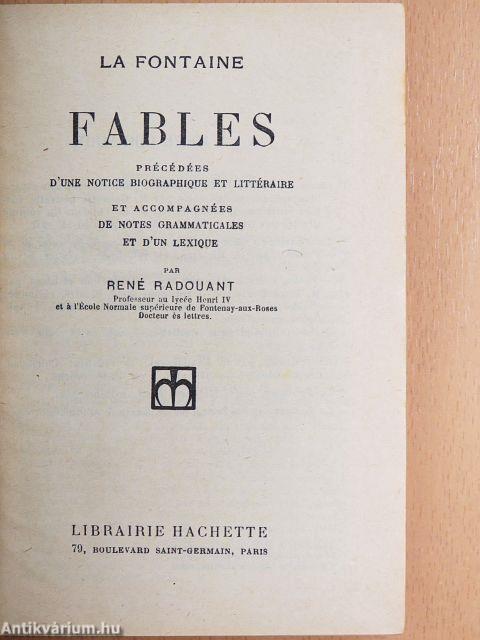 LA FONTAINE
FABLES
PRÉCÉDÉES
D'UNE NOTICE BIOGRAPHIQUE ET LITTÉRAIRE
ET ACCOMPAGNÉES
DE NOTES GRAMMATICALES
ET D'UN LEXIQUE
PAR
RENÉ RADOUANT
Professeur au lycée Henri IV
et à l'École Normale supérieure de Fontenay-aux-Roses
Docteur ès lettres.
LIBRAIRIE HACHETTE
79, BOULEVARD SAINT-GERMAIN, PARIS
Antikvárium.hu